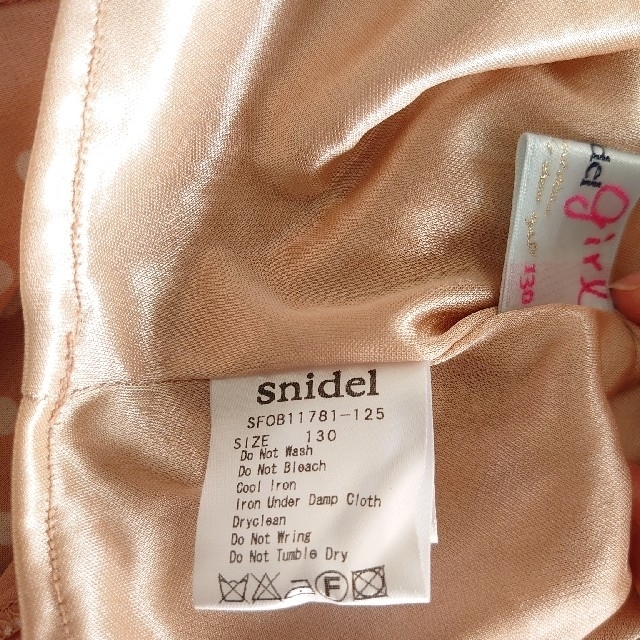 snidel
SFOB11781-125
SIZE 130
Do Not Wash
Do Not Bleach
Cool Iron
Iron Under Damp Cloth
Dryclean
Do Not Wring
Do Not Tumble Dry
F
girl
130